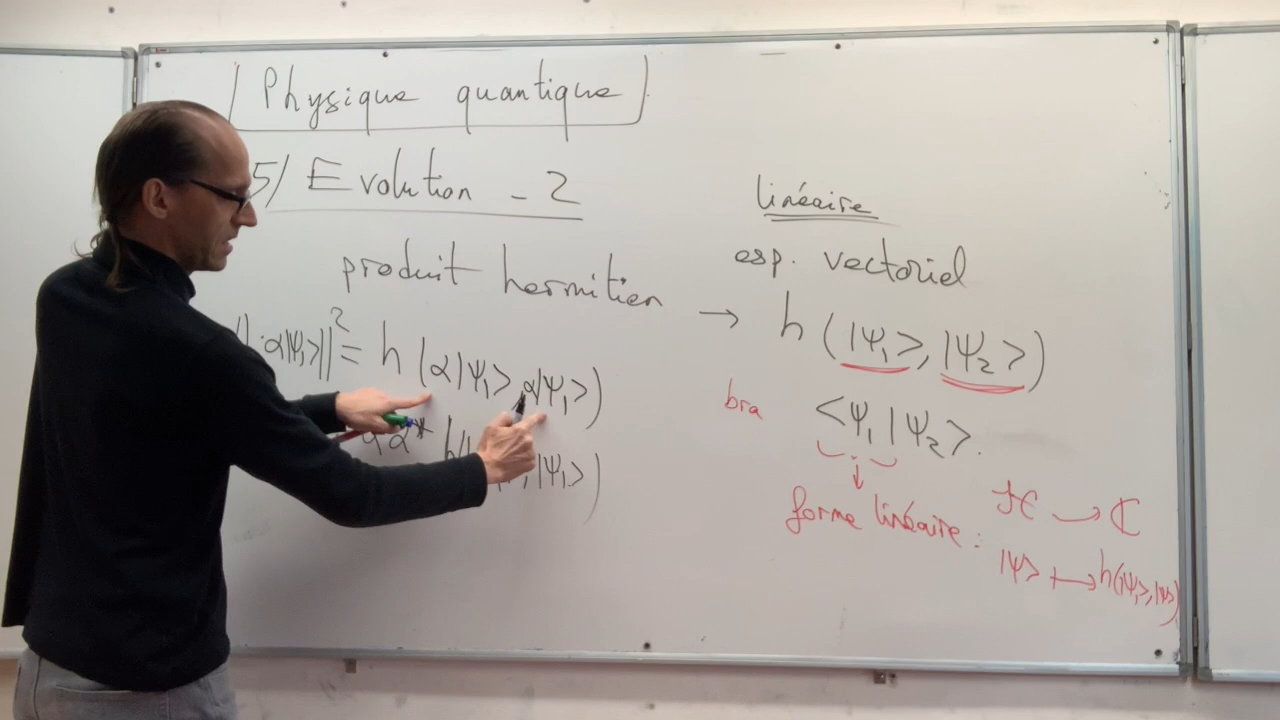 Physique quantique
5/ Evolution - 2
produit hermitien
α|Ψ₁>||² = h (α|Ψ₁>, α|Ψ₁>)
α* h( |Ψ₁>)
linéaire
esp. vectoriel
→ h (|Ψ₁>, |Ψ₂>)
bra <Ψ₁|Ψ₂>.
↓
forme linéaire : ℋ → ℂ
|Ψ> ↦ h(|Ψ₁>, |Ψ>)